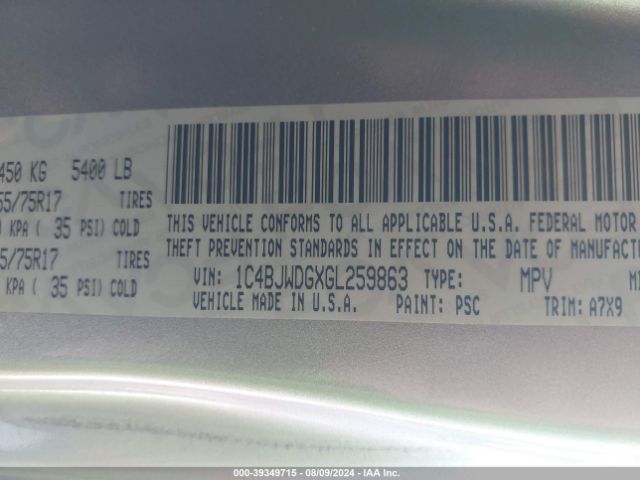 450 KG 5400 LB
55/75R17 TIRES
KPA ( 35 PSI) COLD
5/75R17 TIRES
KPA ( 35 PSI) COLD
THIS VEHICLE CONFORMS TO ALL APPLICABLE U.S.A. FEDERAL MOTOR
THEFT PREVENTION STANDARDS IN EFFECT ON THE DATE OF MANUFACTU
VIN: 1C4BJWDGXGL259863 TYPE: MPV
VEHICLE MADE IN U.S.A. PAINT: PSC TRIM: A7X9
000-39349715 - 08/09/2024 - IAA Inc.